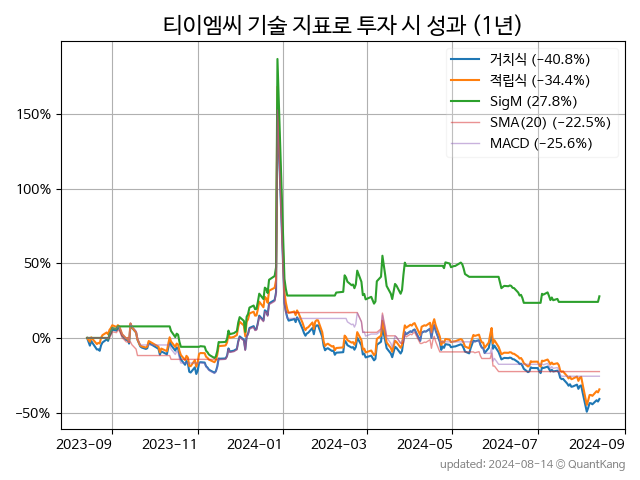 티이엠씨 기술 지표로 투자 시 성과 (1년)
거치식 (−40.8%)
적립식 (−34.4%)
SigM (27.8%)
SMA(20) (−22.5%)
MACD (−25.6%)
150%
100%
50%
0%
−50%
2023−09 2023−11 2024−01 2024−03 2024−05 2024−07 2024−09
updated: 2024−08−14 © QuantKang